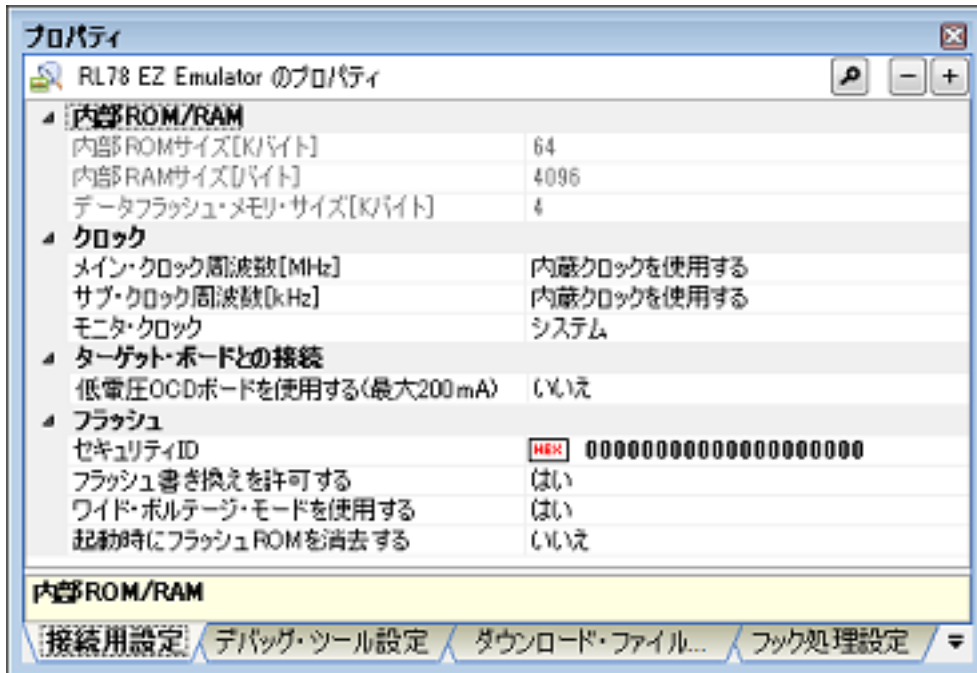 プロパティ
RL78 EZ Emulator のプロパティ
内部ROM/RAM
内部ROMサイズ[Kバイト] 64
内部RAMサイズ[バイト] 4096
データフラッシュ・メモリ・サイズ[Kバイト] 4
クロック
メイン・クロック周波数[MHz] 内蔵クロックを使用する
サブ・クロック周波数[kHz] 内蔵クロックを使用する
モニタ・クロック システム
ターゲット・ボードとの接続
低電圧OCDボードを使用する(最大200mA) いいえ
フラッシュ
セキュリティID HEX 00000000000000000000
フラッシュ書き換えを許可する はい
ワイド・ボルテージ・モードを使用する はい
起動時にフラッシュROMを消去する いいえ
内部ROM/RAM
接続用設定 デバッグ・ツール設定 ダウンロード・ファイル... フック処理設定